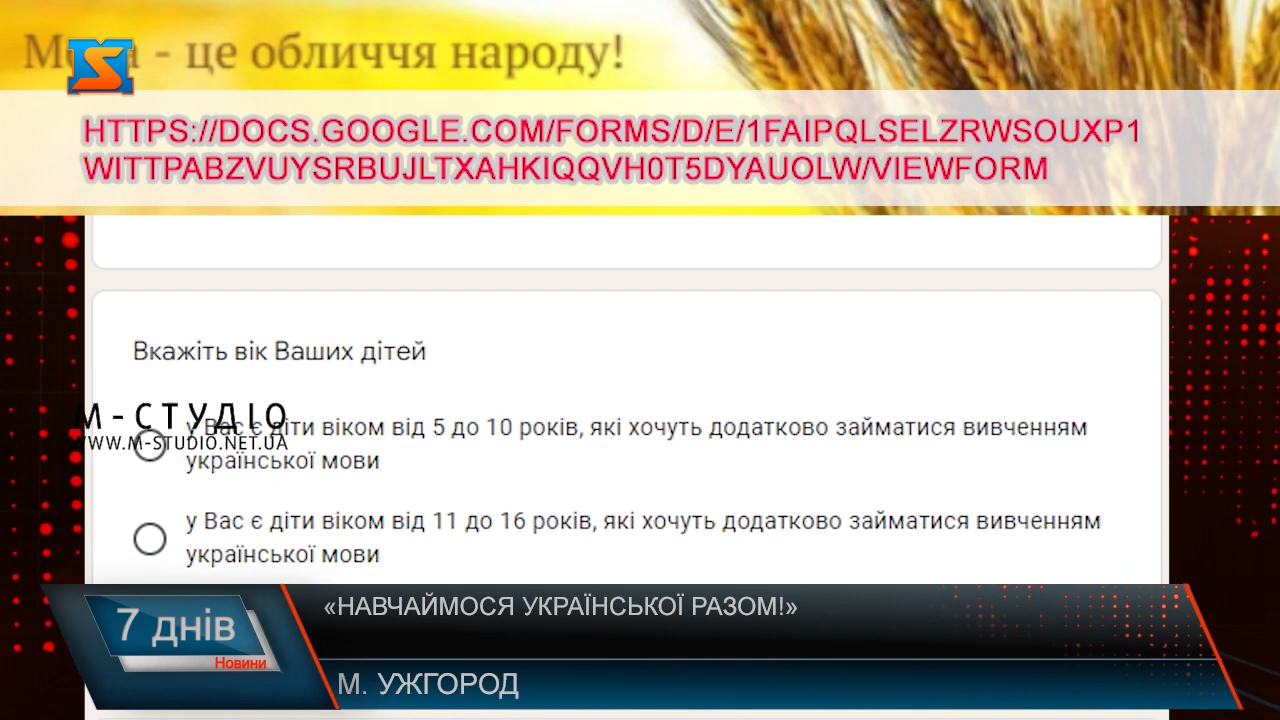 - це обличчя народу!
HTTPS://DOCS.GOOGLE.COM/FORMS/D/E/1FAIPQLSELZRWSOUXP1
WITTPABZVUYSRBUJLTXAHKIQQVH0T5DYAUOLW/VIEWFORM
Вкажіть вік Ваших дітей
М-СТУДІО
WWW.M-STUDIO.NET.UA
у Вас є діти віком від 5 до 10 років, які хочуть додатково займатися вивченням
української мови
у Вас є діти віком від 11 до 16 років, які хочуть додатково займатися вивченням
української мови
7 днів
Новини
«НАВЧАЙМОСЯ УКРАЇНСЬКОЇ РАЗОМ!»
М. УЖГОРОД